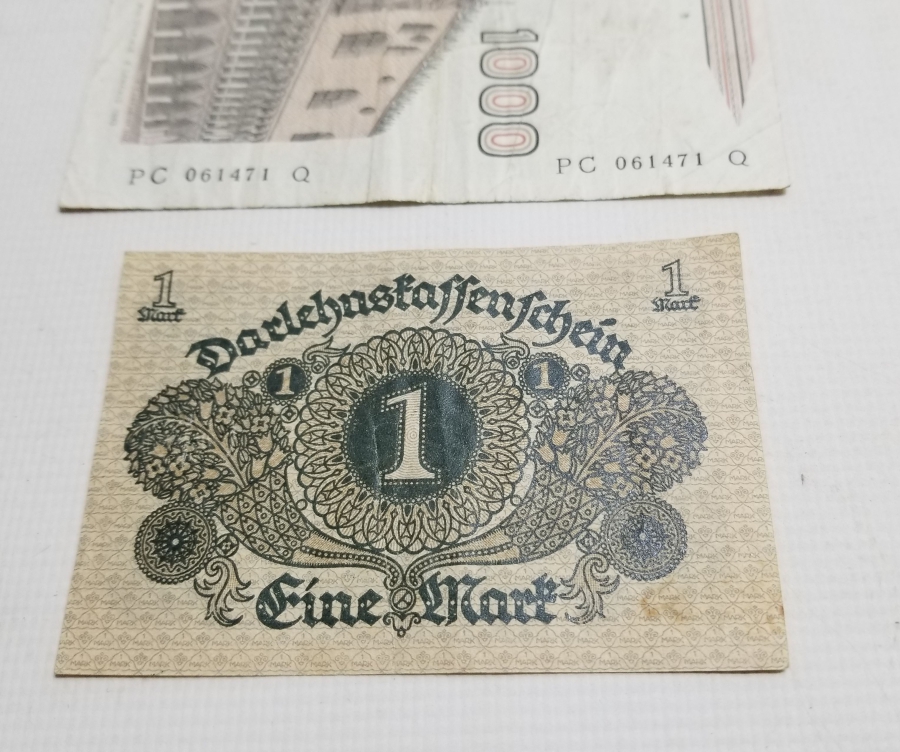 1000
PC 061471 Q
PC 061471 Q
1
Mark
1
Mark
Darlehnskassenschein
1
1
1
Eine Mark